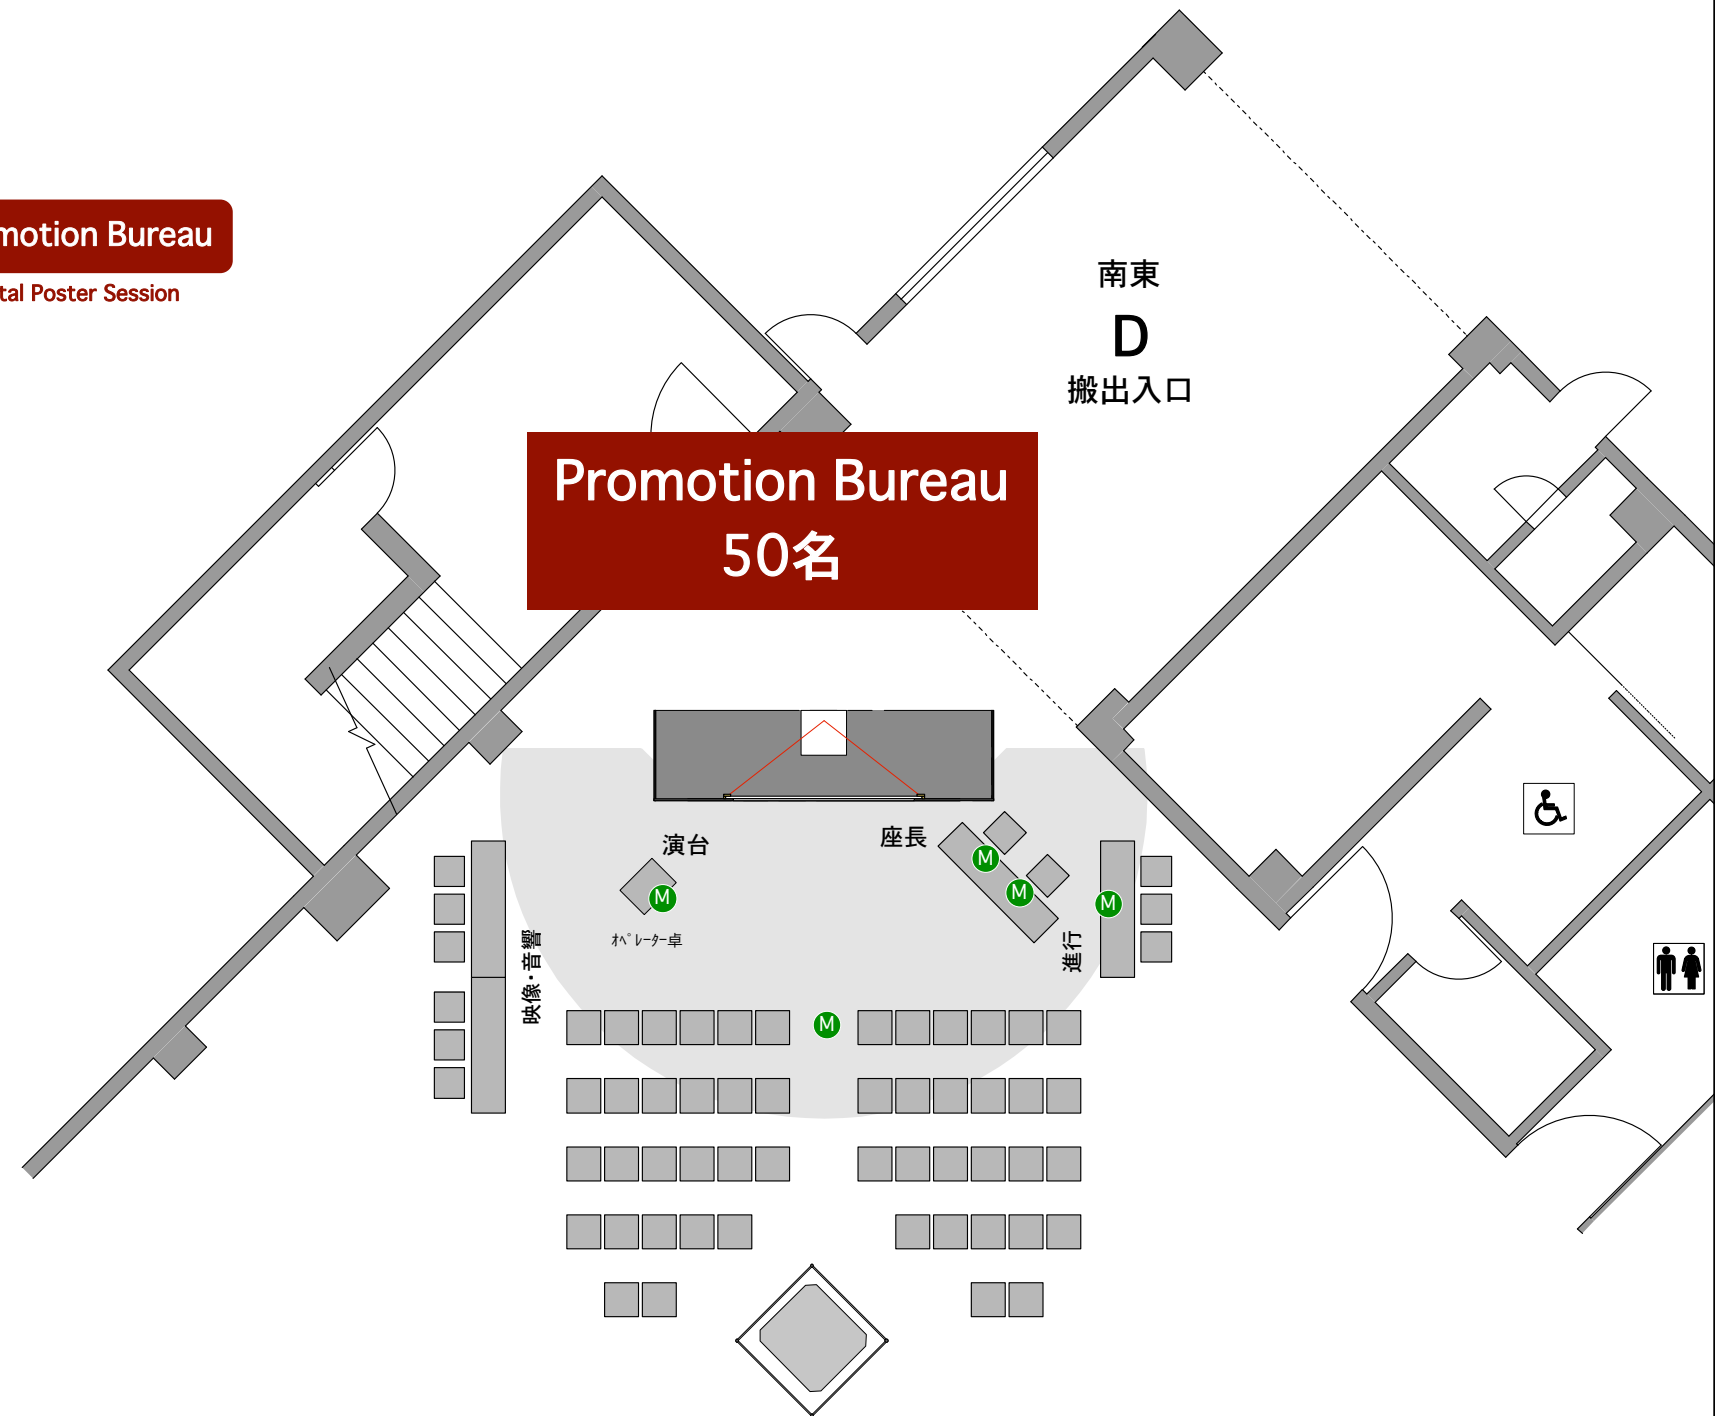 motion Bureau
tal Poster Session
南東
D
搬出入口
Promotion Bureau
50名
演台
座長
M
M
M
M
オペレーター卓
映像・音響
進行
M